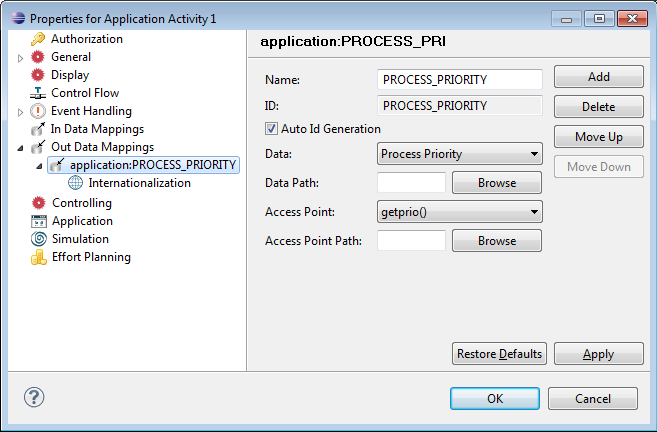 Properties for Application Activity 1
Authorization
General
Display
Control Flow
Event Handling
In Data Mappings
Out Data Mappings
application:PROCESS_PRIORITY
Internationalization
Controlling
Application
Simulation
Effort Planning
application:PROCESS_PRI
Name: PROCESS_PRIORITY Add
ID: PROCESS_PRIORITY Delete
Auto Id Generation Move Up
Data: Process Priority Move Down
Data Path: Browse
Access Point: getprio()
Access Point Path: Browse
Restore Defaults Apply
? OK Cancel